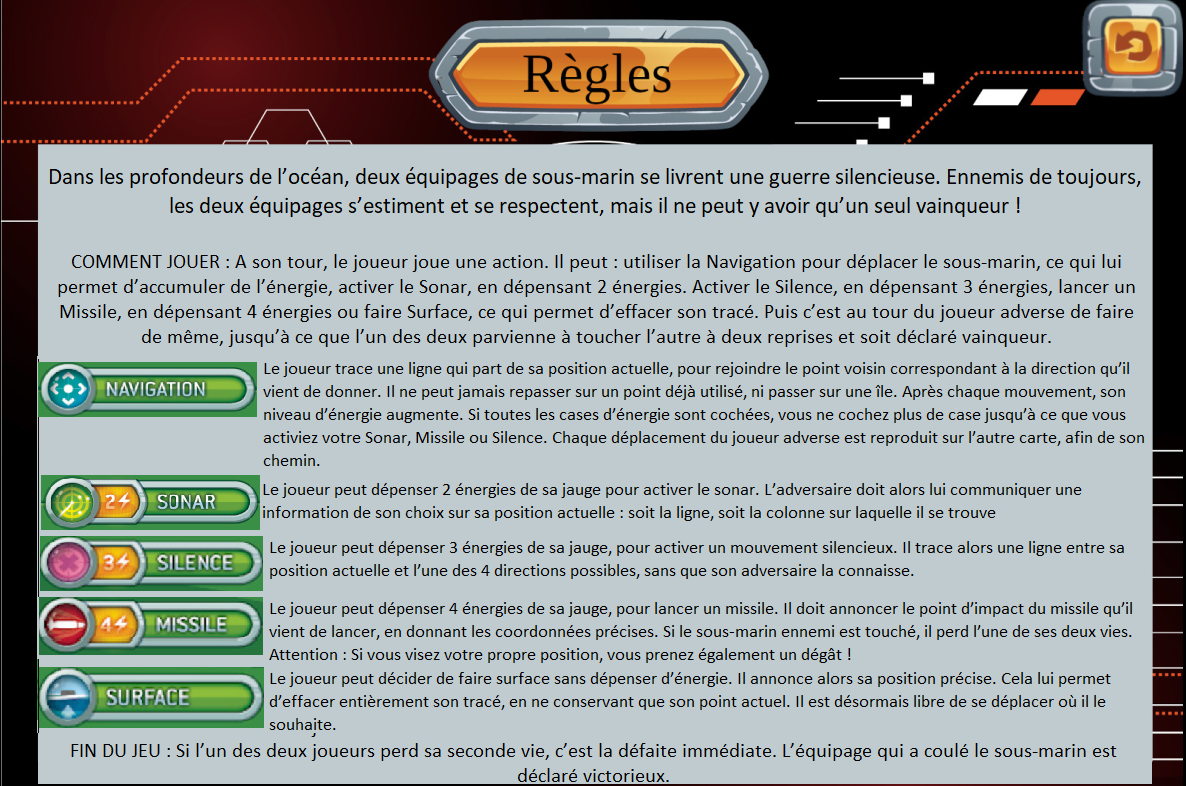 Règles
Dans les profondeurs de l’océan, deux équipages de sous-marin se livrent une guerre silencieuse. Ennemis de toujours,
les deux équipages s’estiment et se respectent, mais il ne peut y avoir qu’un seul vainqueur !
COMMENT JOUER : A son tour, le joueur joue une action. Il peut : utiliser la Navigation pour déplacer le sous-marin, ce qui lui
permet d’accumuler de l’énergie, activer le Sonar, en dépensant 2 énergies. Activer le Silence, en dépensant 3 énergies, lancer un
Missile, en dépensant 4 énergies ou faire Surface, ce qui permet d’effacer son tracé. Puis c’est au tour du joueur adverse de faire
de même, jusqu’à ce que l’un des deux parvienne à toucher l’autre à deux reprises et soit déclaré vainqueur.
NAVIGATION
Le joueur trace une ligne qui part de sa position actuelle, pour rejoindre le point voisin correspondant à la direction qu’il
vient de donner. Il ne peut jamais repasser sur un point déjà utilisé, ni passer sur une île. Après chaque mouvement, son
niveau d’énergie augmente. Si toutes les cases d’énergie sont cochées, vous ne cochez plus de case jusqu’à ce que vous
activiez votre Sonar, Missile ou Silence. Chaque déplacement du joueur adverse est reproduit sur l’autre carte, afin de son
chemin.
2 SONAR
Le joueur peut dépenser 2 énergies de sa jauge pour activer le sonar. L’adversaire doit alors lui communiquer une
information de son choix sur sa position actuelle : soit la ligne, soit la colonne sur laquelle il se trouve
3 SILENCE
Le joueur peut dépenser 3 énergies de sa jauge, pour activer un mouvement silencieux. Il trace alors une ligne entre sa
position actuelle et l’une des 4 directions possibles, sans que son adversaire la connaisse.
4 MISSILE
Le joueur peut dépenser 4 énergies de sa jauge, pour lancer un missile. Il doit annoncer le point d’impact du missile qu’il
vient de lancer, en donnant les coordonnées précises. Si le sous-marin ennemi est touché, il perd l’une de ses deux vies.
Attention : Si vous visez votre propre position, vous prenez également un dégât !
SURFACE
Le joueur peut décider de faire surface sans dépenser d’énergie. Il annonce alors sa position précise. Cela lui permet
d’effacer entièrement son tracé, en ne conservant que son point actuel. Il est désormais libre de se déplacer où il le
souhaite.
FIN DU JEU : Si l’un des deux joueurs perd sa seconde vie, c’est la défaite immédiate. L’équipage qui a coulé le sous-marin est
déclaré victorieux.